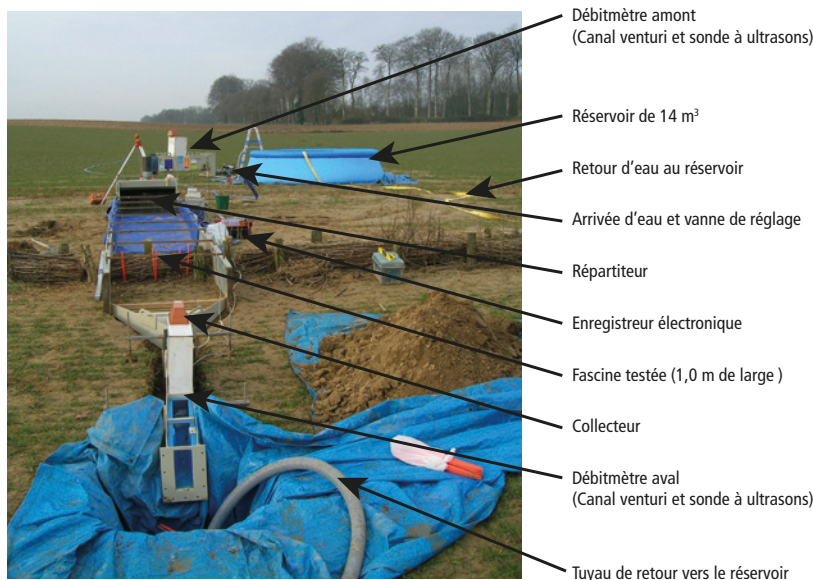 Débitmètre amont
(Canal venturi et sonde à ultrasons)
Réservoir de 14 m³
Retour d'eau au réservoir
Arrivée d'eau et vanne de réglage
Répartiteur
Enregistreur électronique
Fascine testée (1,0 m de large )
Collecteur
Débitmètre aval
(Canal venturi et sonde à ultrasons)
Tuyau de retour vers le réservoir